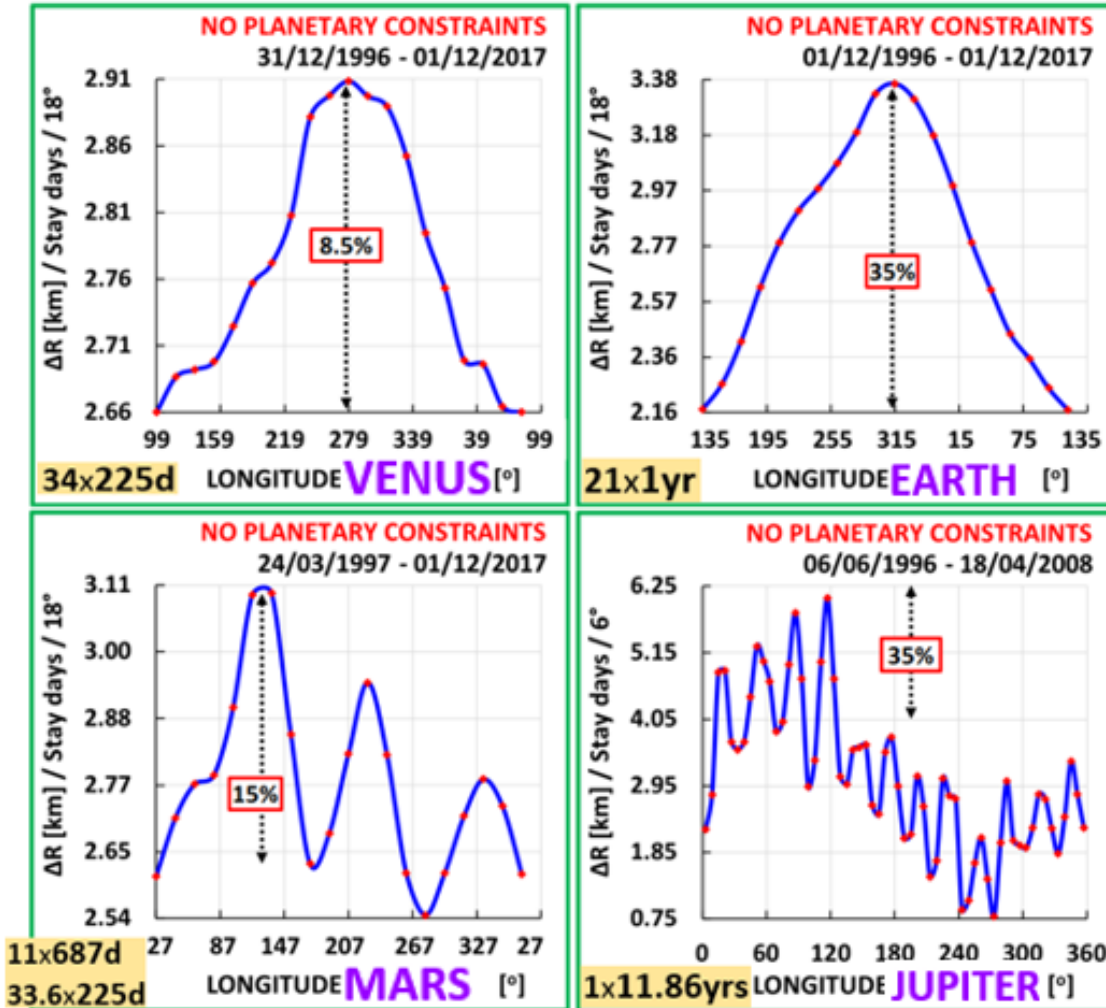 NO PLANETARY CONSTRAINTS
31/12/1996 - 01/12/2017
ΔR [km] / Stay days / 18°
2.91
2.86
2.81
2.76
2.71
2.66
8.5%
99 159 219 279 339 39 99
34x225d
LONGITUDE VENUS [°]
NO PLANETARY CONSTRAINTS
01/12/1996 - 01/12/2017
ΔR [km] / Stay days / 18°
3.38
3.18
2.97
2.77
2.57
2.36
2.16
35%
135 195 255 315 15 75 135
21x1yr
LONGITUDE EARTH [°]
NO PLANETARY CONSTRAINTS
24/03/1997 - 01/12/2017
ΔR [km] / Stay days / 18°
3.11
3.00
2.88
2.77
2.65
2.54
15%
27 87 147 207 267 327 27
11x687d
33.6x225d
LONGITUDE MARS [°]
NO PLANETARY CONSTRAINTS
06/06/1996 - 18/04/2008
ΔR [km] / Stay days / 6°
6.25
5.15
4.05
2.95
1.85
0.75
35%
0 60 120 180 240 300 360
1x11.86yrs
LONGITUDE JUPITER [°]